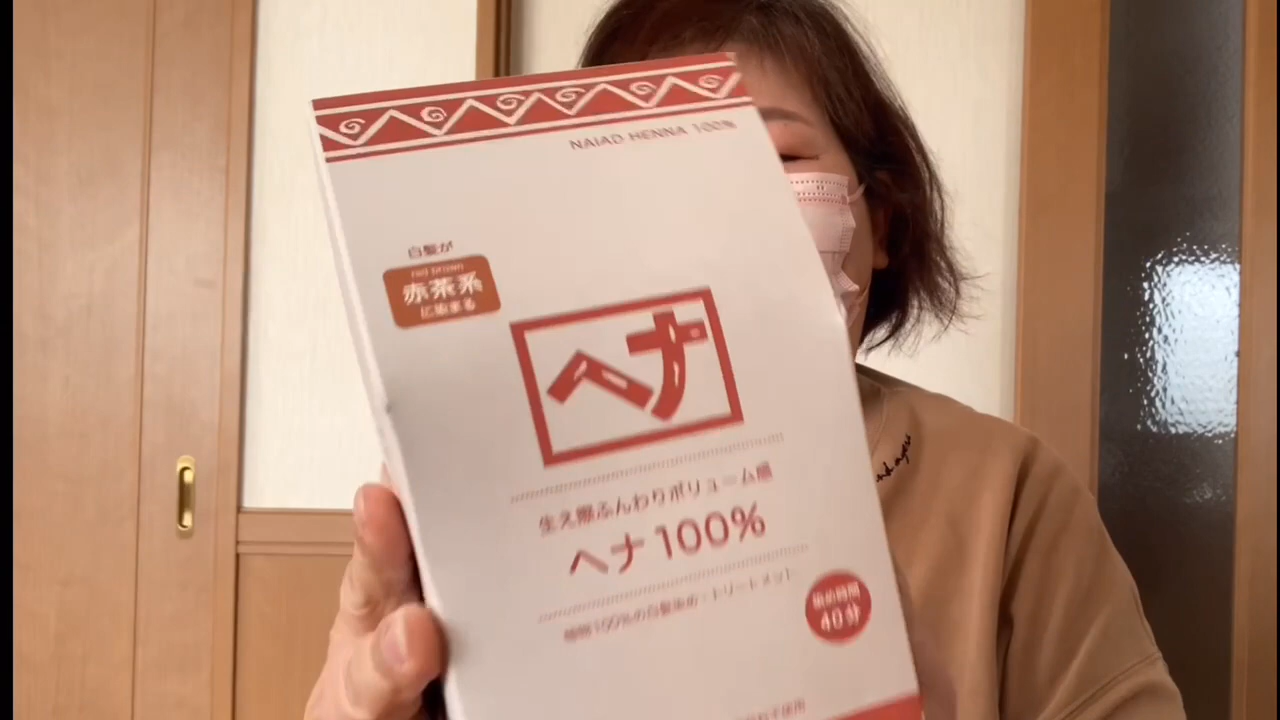 NAIAD HENNA 100%
白髪が
red brown
赤茶系
に染まる
ヘナ
生え際ふんわりボリューム感
ヘナ100%
植物100%の白髪染め・トリートメント
染め時間
40分